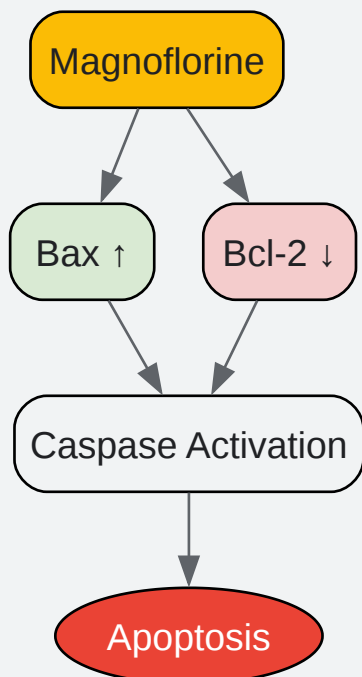 Magnoflorine
Bax ↑
Bcl-2 ↓
Caspase Activation
Apoptosis